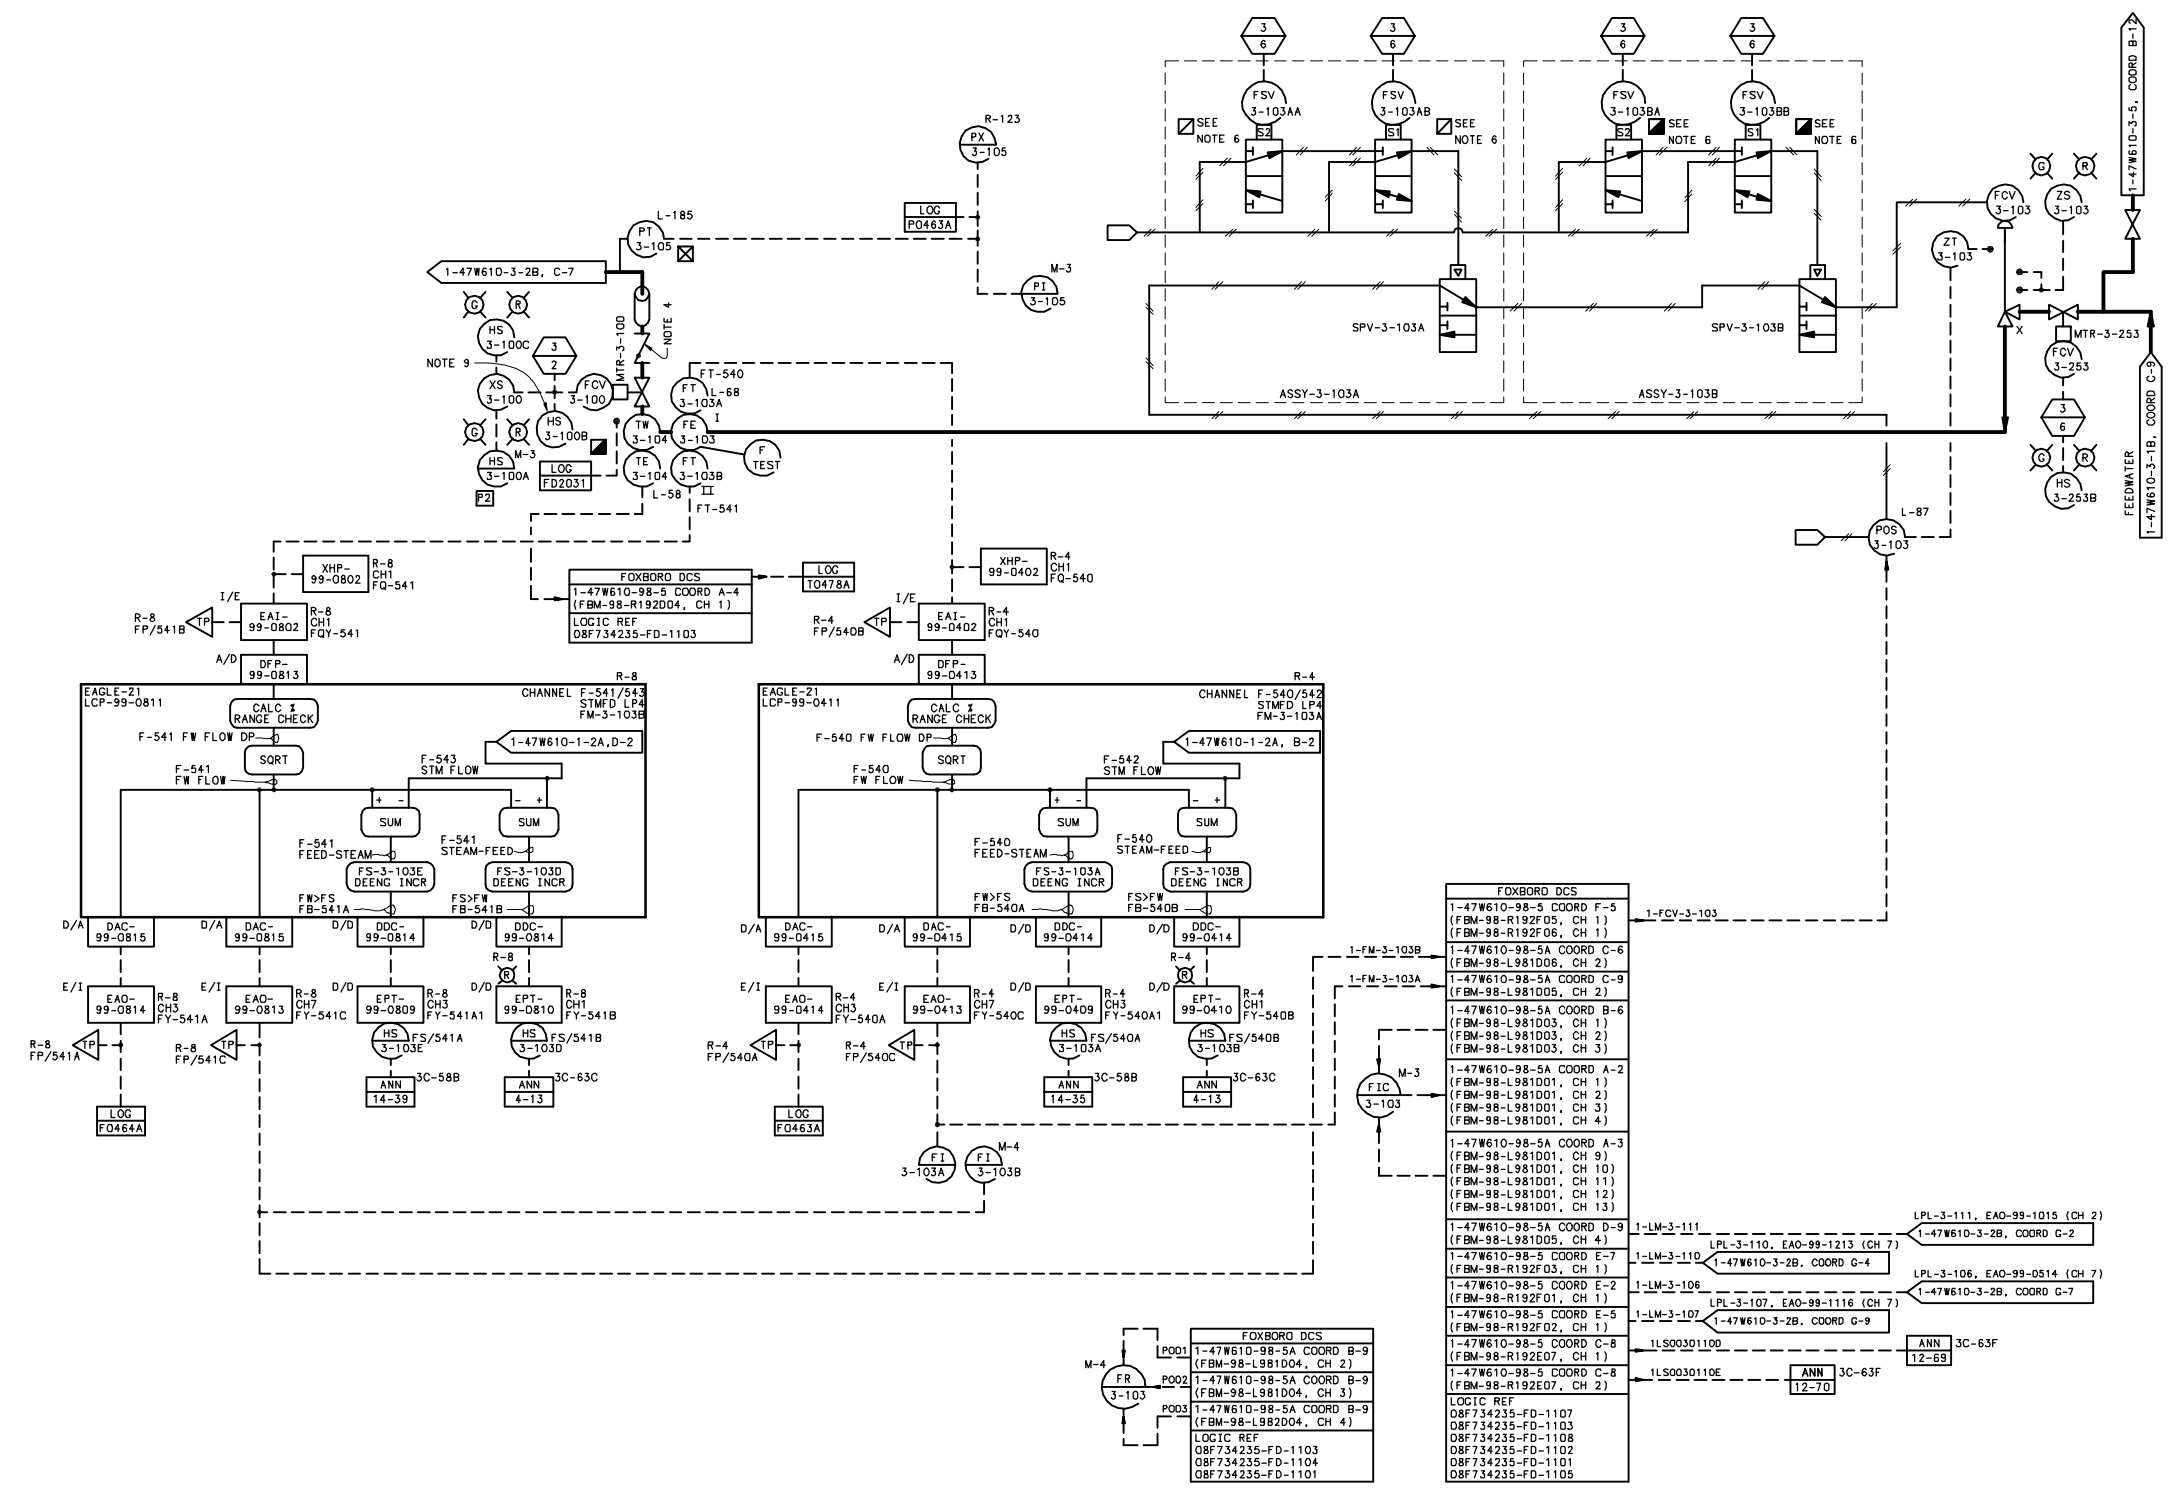 3
6
3
6
3
6
3
6
FSV
3-103AA
FSV
3-103AB
FSV
3-103BA
FSV
3-103BB
SEE
NOTE 6
SEE
NOTE 6
SEE
NOTE 6
SEE
NOTE 6
S2
S1
S2
S1
SPV-3-103A
SPV-3-103B
ASSY-3-103A
ASSY-3-103B
1-47W610-3-5, COORD B-12
G
R
FCV
3-103
ZS
3-103
ZT
3-103
X
MTR-3-253
FCV
3-253
3
6
G
R
HS
3-253B
FEEDWATER
1-47W610-3-1B, COORD C-9
L-87
POS
3-103
R-123
PX
3-105
LOG
P0463A
L-185
PT
3-105
M-3
PI
3-105
1-47W610-3-2B, C-7
G
R
HS
3-100C
NOTE 9
3
2
MTR-3-100
NOTE 4
XS
3-100
FCV
3-100
HS
3-100B
G
R
M-3
HS
3-100A
P2
LOG
FD2031
TW
3-104
TE
3-104
L-58
FT-540
FT
3-103A
L-68
I
FE
3-103
FT
3-103B
II
FT-541
F
TEST
XHP-
99-0802
R-8
CH1
FQ-541
I/E
R-8
FP/541B
TP
EAI-
99-0802
R-8
CH1
FQY-541
A/D
DFP-
99-0813
FOXBORO DCS
1-47W610-98-5 COORD A-4
(FBM-98-R192D04, CH 1)
LOGIC REF
08F734235-FD-1103
LOG
T0478A
XHP-
99-0402
R-4
CH1
FQ-540
I/E
R-4
FP/540B
TP
EAI-
99-0402
R-4
CH1
FQY-540
A/D
DFP-
99-0413
R-8
EAGLE-21
LCP-99-0811
CHANNEL F-541/543
STMFD LP4
FM-3-103B
CALC %
RANGE CHECK
F-541 FW FLOW DP
SQRT
F-541
FW FLOW
1-47W610-1-2A,D-2
F-543
STM FLOW
+ -
SUM
- +
SUM
F-541
FEED-STEAM
F-541
STEAM-FEED
FS-3-103E
DEENG INCR
FS-3-103D
DEENG INCR
FW>FS
FB-541A
FS>FW
FB-541B
D/A
DAC-
99-0815
D/A
DAC-
99-0815
D/D
DDC-
99-0814
D/D
DDC-
99-0814
R-8
R
E/I
EAO-
99-0814
R-8
CH3
FY-541A
E/I
EAO-
99-0813
R-8
CH7
FY-541C
D/D
EPT-
99-0809
R-8
CH3
FY-541A1
D/D
EPT-
99-0810
R-8
CH1
FY-541B
R-8
FP/541A
TP
R-8
FP/541C
TP
HS
3-103E
FS/541A
HS
3-103D
FS/541B
ANN
14-39
3C-58B
ANN
4-13
3C-63C
LOG
F0464A
R-4
EAGLE-21
LCP-99-0411
CHANNEL F-540/542
STMFD LP4
FM-3-103A
CALC %
RANGE CHECK
F-540 FW FLOW DP
SQRT
F-540
FW FLOW
1-47W610-1-2A, B-2
F-542
STM FLOW
+ -
SUM
- +
SUM
F-540
FEED-STEAM
F-540
STEAM-FEED
FS-3-103A
DEENG INCR
FS-3-103B
DEENG INCR
FW>FS
FB-540A
FS>FW
FB-540B
D/A
DAC-
99-0415
D/A
DAC-
99-0415
D/D
DDC-
99-0414
D/D
DDC-
99-0414
R-4
R
E/I
EAO-
99-0414
R-4
CH3
FY-540A
E/I
EAO-
99-0413
R-4
CH7
FY-540C
D/D
EPT-
99-0409
R-4
CH3
FY-540A1
D/D
EPT-
99-0410
R-4
CH1
FY-540B
R-4
FP/540A
TP
R-4
FP/540C
TP
HS
3-103A
FS/540A
HS
3-103B
FS/540B
ANN
14-35
3C-58B
ANN
4-13
3C-63C
LOG
F0463A
FI
3-103A
M-4
FI
3-103B
FOXBORO DCS
1-47W610-98-5 COORD F-5
(FBM-98-R192F05, CH 1)
(FBM-98-R192F06, CH 1)
1-FCV-3-103
1-FM-3-103B
1-47W610-98-5A COORD C-6
(FBM-98-L981D06, CH 2)
1-FM-3-103A
1-47W610-98-5A COORD C-9
(FBM-98-L981D05, CH 2)
1-47W610-98-5A COORD B-6
(FBM-98-L981D03, CH 1)
(FBM-98-L981D03, CH 2)
(FBM-98-L981D03, CH 3)
M-3
FIC
3-103
1-47W610-98-5A COORD A-2
(FBM-98-L981D01, CH 1)
(FBM-98-L981D01, CH 2)
(FBM-98-L981D01, CH 3)
(FBM-98-L981D01, CH 4)
1-47W610-98-5A COORD A-3
(FBM-98-L981D01, CH 9)
(FBM-98-L981D01, CH 10)
(FBM-98-L981D01, CH 11)
(FBM-98-L981D01, CH 12)
(FBM-98-L981D01, CH 13)
1-47W610-98-5A COORD D-9
(FBM-98-L981D05, CH 4)
1-LM-3-111
LPL-3-111, EAO-99-1015 (CH 2)
1-47W610-3-2B, COORD G-2
1-47W610-98-5 COORD E-7
(FBM-98-R192F03, CH 1)
1-LM-3-110
LPL-3-110, EAO-99-1213 (CH 7)
1-47W610-3-2B, COORD G-4
1-47W610-98-5 COORD E-2
(FBM-98-R192F01, CH 1)
1-LM-3-106
LPL-3-106, EAO-99-0514 (CH 7)
1-47W610-3-2B, COORD G-7
1-47W610-98-5 COORD E-5
(FBM-98-R192F02, CH 1)
1-LM-3-107
LPL-3-107, EAO-99-1116 (CH 7)
1-47W610-3-2B, COORD G-9
1-47W610-98-5 COORD C-8
(FBM-98-R192E07, CH 1)
1LS0030110D
ANN
12-69
3C-63F
1-47W610-98-5 COORD C-8
(FBM-98-R192E07, CH 2)
1LS0030110E
ANN
12-70
3C-63F
LOGIC REF
08F734235-FD-1107
08F734235-FD-1103
08F734235-FD-1108
08F734235-FD-1102
08F734235-FD-1101
08F734235-FD-1105
M-4
FR
3-103
FOXBORO DCS
P001
1-47W610-98-5A COORD B-9
(FBM-98-L981D04, CH 2)
P002
1-47W610-98-5A COORD B-9
(FBM-98-L981D04, CH 3)
P003
1-47W610-98-5A COORD B-9
(FBM-98-L982D04, CH 4)
LOGIC REF
08F734235-FD-1103
08F734235-FD-1104
08F734235-FD-1101